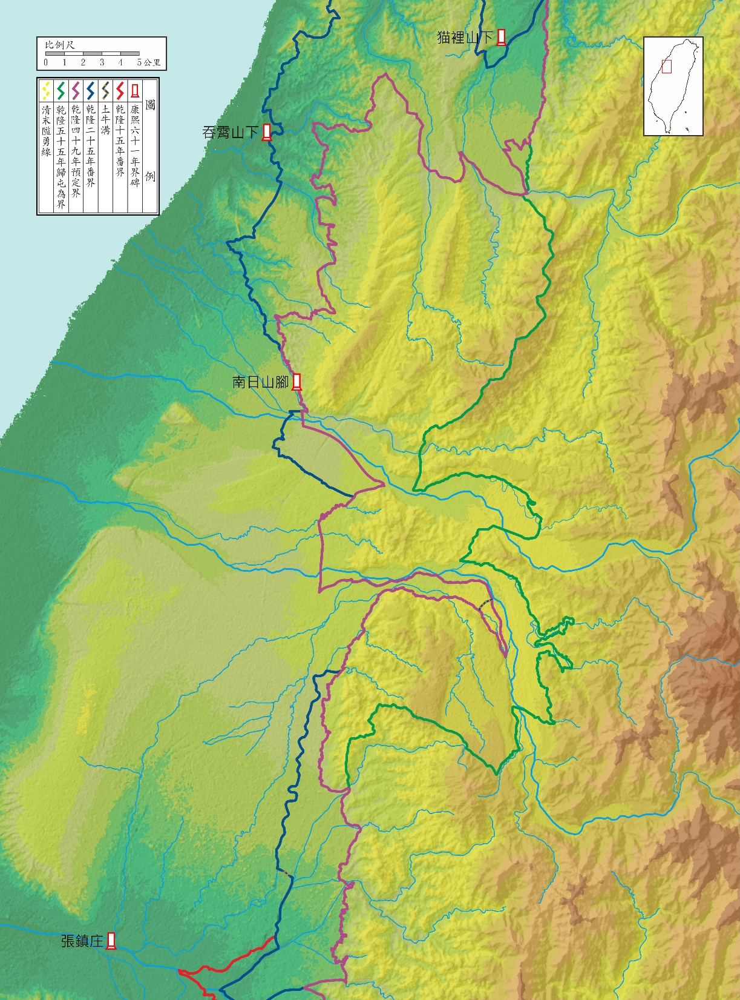 猫裡山下
比例尺
0 1 2 3 4 5公里
圖例
康熙六十一年界碑
乾隆十五年番界
土牛溝
乾隆二十五年番界
乾隆四十九年預定界
乾隆五十五年歸屯為界
清末隘勇線
吞霄山下
南日山腳
張鎮庄